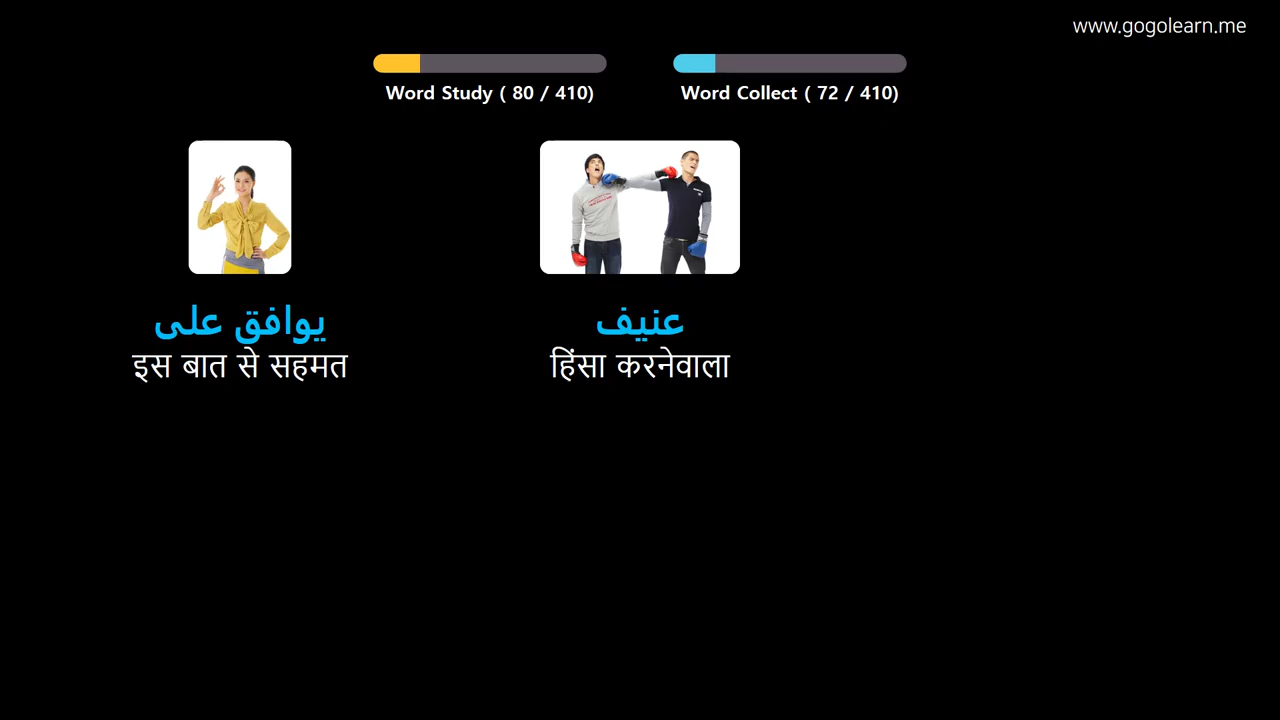 www.gogolearn.me
Word Study ( 80 / 410)
Word Collect ( 72 / 410)
يوافق على
इस बात से सहमत
عنيف
हिंसा करनेवाला